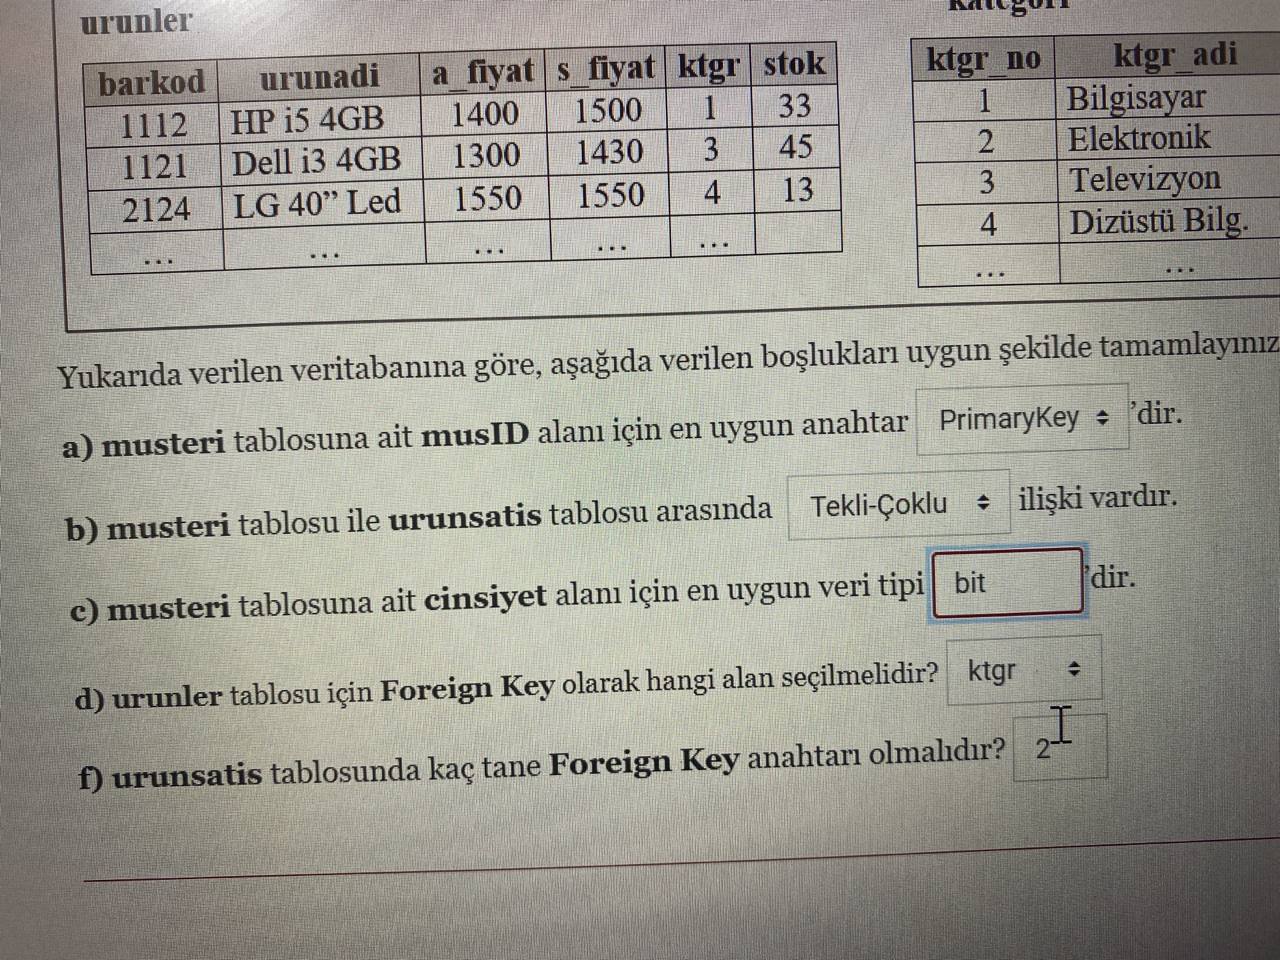 urunler
kategori
barkod urunadi a_fiyat s_fiyat ktgr stok
1112 HP i5 4GB 1400 1500 1 33
1121 Dell i3 4GB 1300 1430 3 45
2124 LG 40” Led 1550 1550 4 13
... ... ... ... ...
ktgr_no ktgr_adi
1 Bilgisayar
2 Elektronik
3 Televizyon
4 Dizüstü Bilg.
... ...
Yukarıda verilen veritabanına göre, aşağıda verilen boşlukları uygun şekilde tamamlayınız
a) musteri tablosuna ait musID alanı için en uygun anahtar PrimaryKey ’dir.
b) musteri tablosu ile urunsatis tablosu arasında Tekli-Çoklu ilişki vardır.
c) musteri tablosuna ait cinsiyet alanı için en uygun veri tipi bit ’dir.
d) urunler tablosu için Foreign Key olarak hangi alan seçilmelidir? ktgr
f) urunsatis tablosunda kaç tane Foreign Key anahtarı olmalıdır? 2